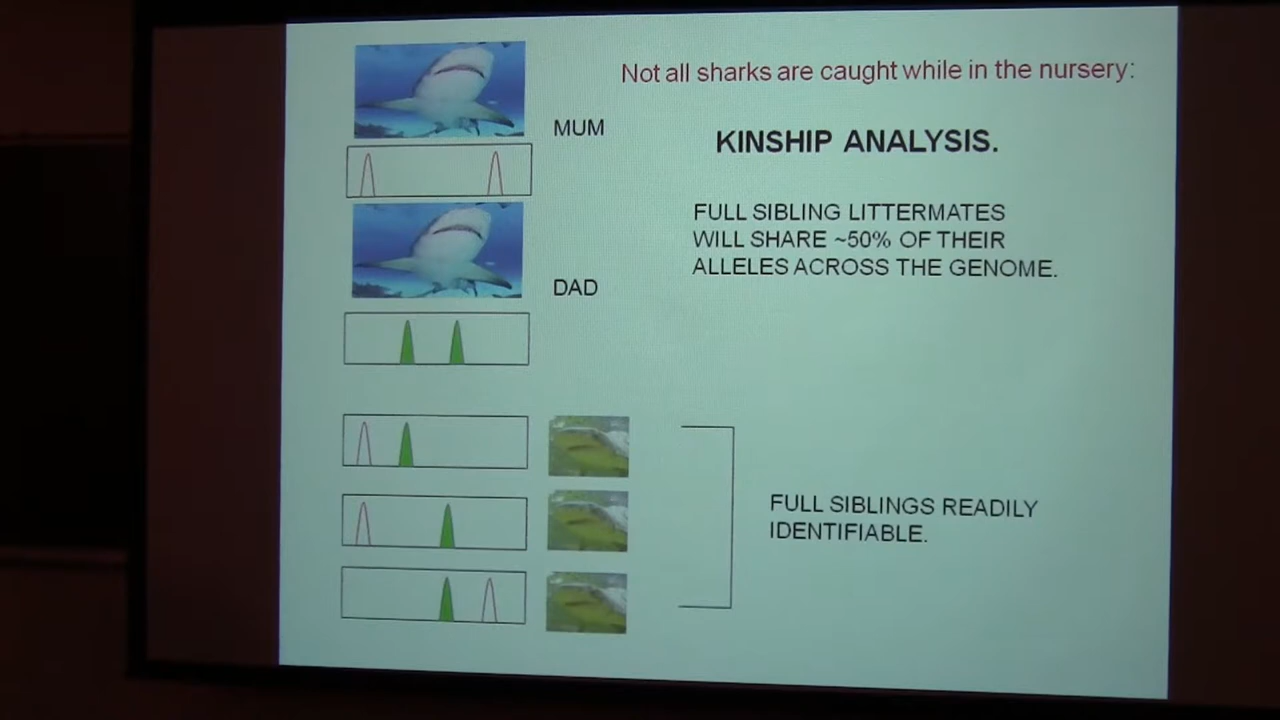 Not all sharks are caught while in the nursery:
MUM
KINSHIP ANALYSIS.
FULL SIBLING LITTERMATES
WILL SHARE ~50% OF THEIR
ALLELES ACROSS THE GENOME.
DAD
FULL SIBLINGS READILY
IDENTIFIABLE.